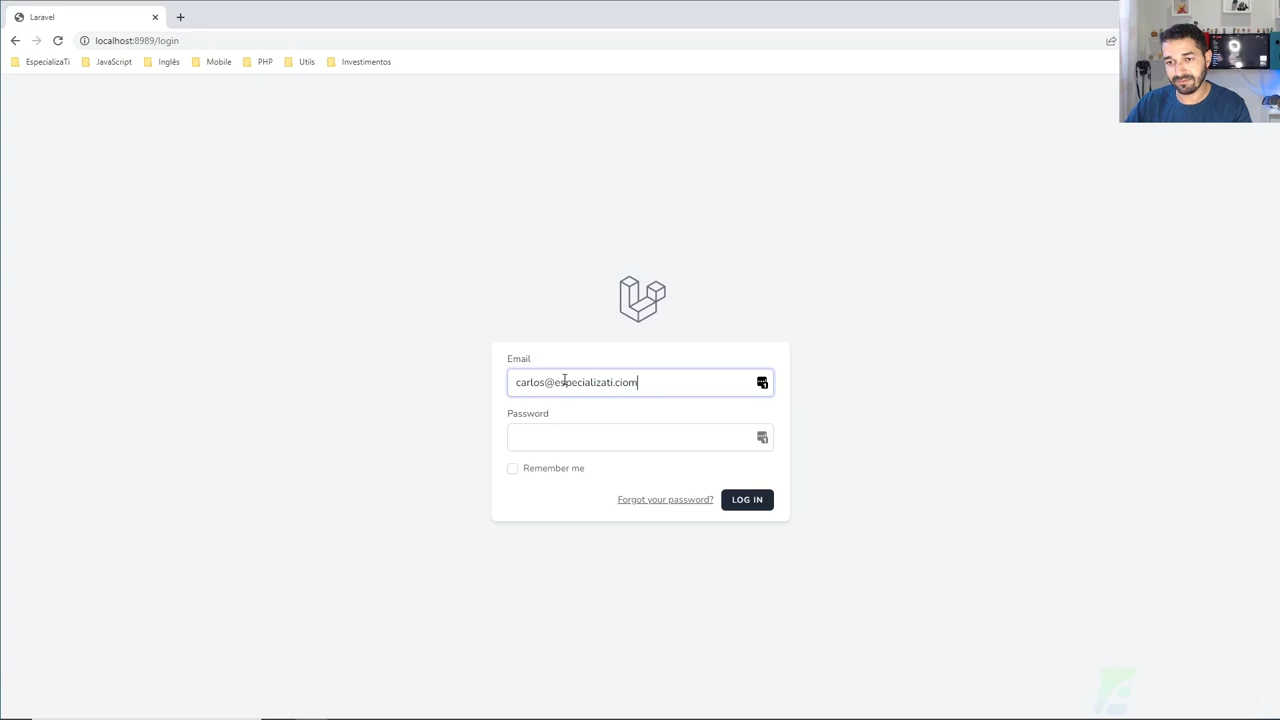 Laravel
localhost:8989/login
EspecializaTi JavaScript Inglês Mobile PHP Utils Investimentos
Email
carlos@especializati.ciom
Password
Remember me
Forgot your password? LOG IN